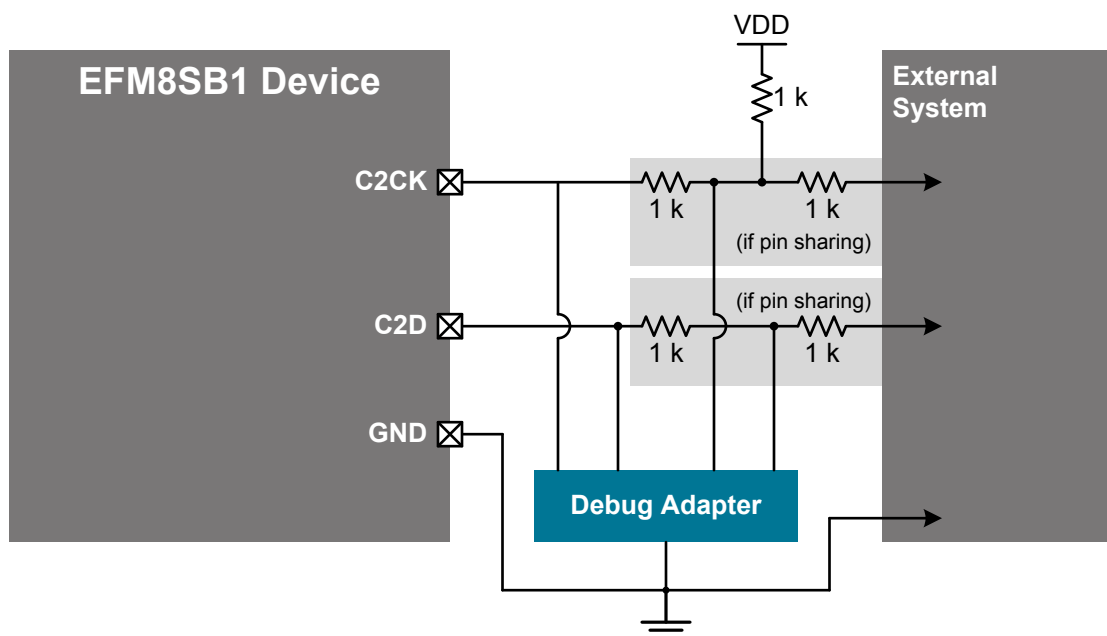 VDD
EFM8SB1 Device
1 k
External
System
C2CK
1 k
1 k
(if pin sharing)
(if pin sharing)
C2D
1 k
1 k
GND
Debug Adapter